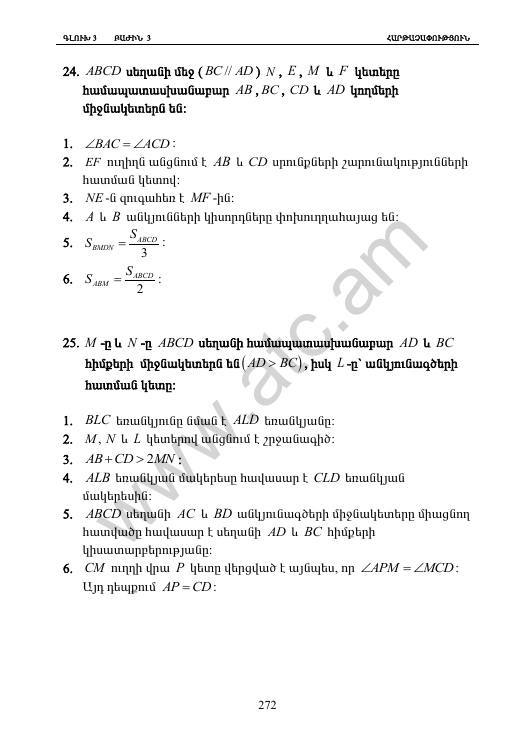 ԳԼՈՒԽ 3 ԲԱԺԻՆ 3 ՀԱՐԹԱՉԱՓՈՒԹՅՈՒՆ
24. ABCD սեղանի մեջ (BC // AD) N , E , M և F կետերը
համապատասխանաբար AB , BC , CD և AD կողմերի
միջնակետերն են:
1. ∠BAC = ∠ACD :
2. EF ուղիղն անցնում է AB և CD սրունքների շարունակությունների
հատման կետով:
3. NE -ն զուգահեռ է MF -ին:
4. A և B անկյունների կիսորդները փոխուղղահայաց են:
5. S_BMDN = S_ABCD / 3 :
6. S_ABM = S_ABCD / 2 :
25. M -ը և N -ը ABCD սեղանի համապատասխանաբար AD և BC
հիմքերի միջնակետերն են (AD > BC), իսկ L -ը՝ անկյունագծերի
հատման կետը:
1. BLC եռանկյունը նման է ALD եռանկյանը:
2. M, N և L կետերով անցնում է շրջանագիծ:
3. AB + CD > 2MN :
4. ALB եռանկյան մակերեսը հավասար է CLD եռանկյան
մակերեսին:
5. ABCD սեղանի AC և BD անկյունագծերի միջնակետերը միացնող
հատվածը հավասար է սեղանի AD և BC հիմքերի
կիսատարբերությանը:
6. CM ուղղի վրա P կետը վերցված է այնպես, որ ∠APM = ∠MCD :
Այդ դեպքում AP = CD :
www.atc.am
272